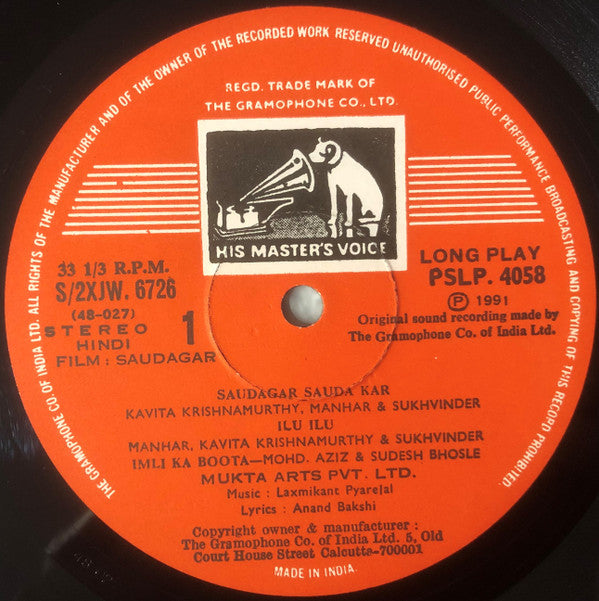 THE GRAMOPHONE CO. OF INDIA LTD. ALL RIGHTS OF THE MANUFACTURER AND OF THE OWNER OF THE RECORDED WORK RESERVED UNAUTHORISED PUBLIC PERFORMANCE BROADCASTING AND COPYING OF THIS RECORD PROHIBITED.
REGD. TRADE MARK OF
THE GRAMOPHONE CO., LTD.
HIS MASTER'S VOICE
33 1/3 R.P.M.
S/2XJW. 6726
(48-027)
STEREO
HINDI
FILM : SAUDAGAR
1
LONG PLAY
PSLP. 4058
Ⓟ 1991
Original sound recording made by
The Gramophone Co. of India Ltd.
SAUDAGAR SAUDA KAR
KAVITA KRISHNAMURTHY, MANHAR & SUKHVINDER
ILU ILU
MANHAR, KAVITA KRISHNAMURTHY & SUKHVINDER
IMLI KA BOOTA—MOHD. AZIZ & SUDESH BHOSLE
MUKTA ARTS PVT. LTD.
Music : Laxmikant Pyarelal
Lyrics : Anand Bakshi
Copyright owner & manufacturer :
The Gramophone Co. of India Ltd. 5, Old
Court House Street Calcutta-700001
MADE IN INDIA.